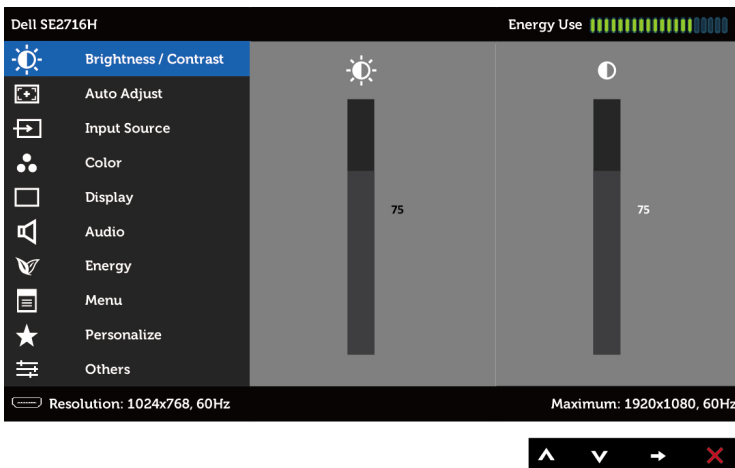 Dell SE2716H
Energy Use
Brightness / Contrast
Auto Adjust
Input Source
Color
Display
Audio
Energy
Menu
Personalize
Others
75
75
Resolution: 1024x768, 60Hz
Maximum: 1920x1080, 60Hz